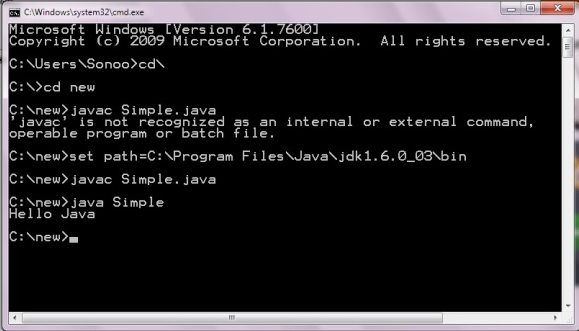 C:\Windows\system32\cmd.exe
Microsoft Windows [Version 6.1.7600]
Copyright (c) 2009 Microsoft Corporation.  All rights reserved.
C:\Users\Sonoo>cd\
C:\>cd new
C:\new>javac Simple.java
'javac' is not recognized as an internal or external command,
operable program or batch file.
C:\new>set path=C:\Program Files\Java\jdk1.6.0_03\bin
C:\new>javac Simple.java
C:\new>java Simple
Hello Java
C:\new>